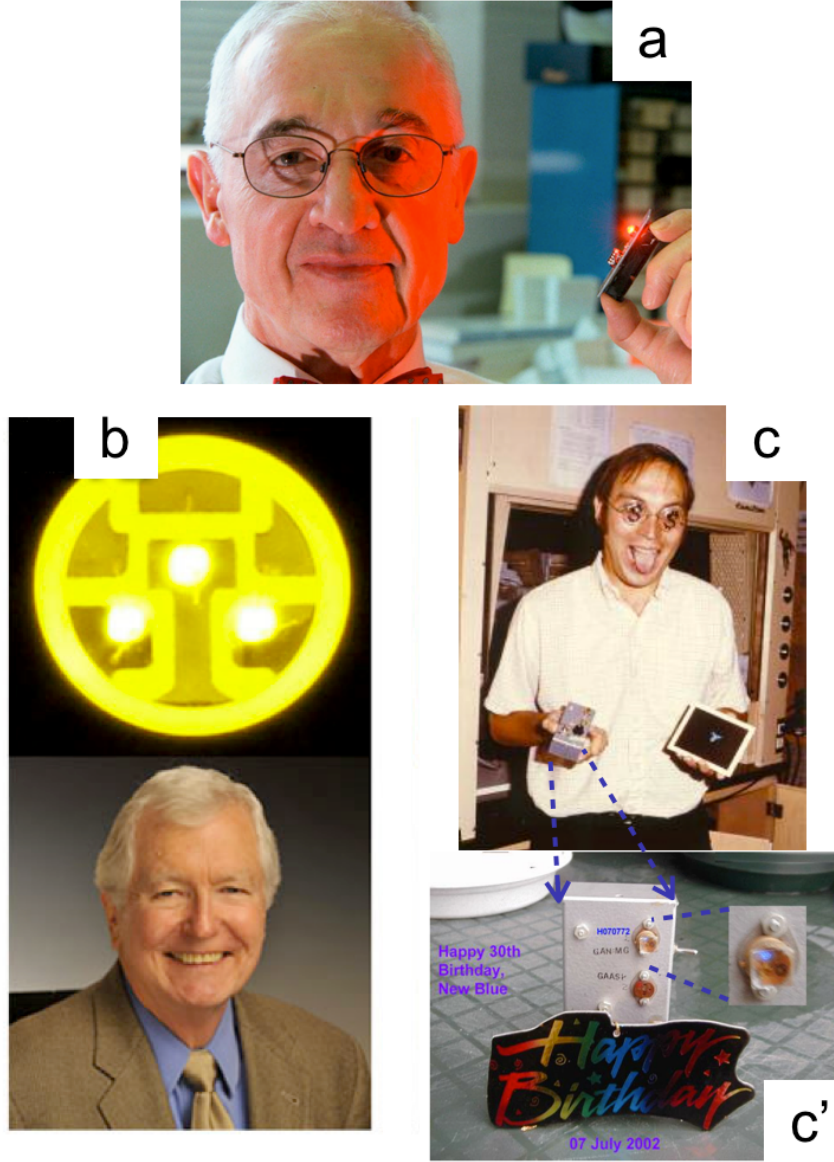 a
b
c
H070772
GAN:MG
GAASP
Happy 30th
Birthday,
New Blue
Happy
Birthday
07 July 2002
c’